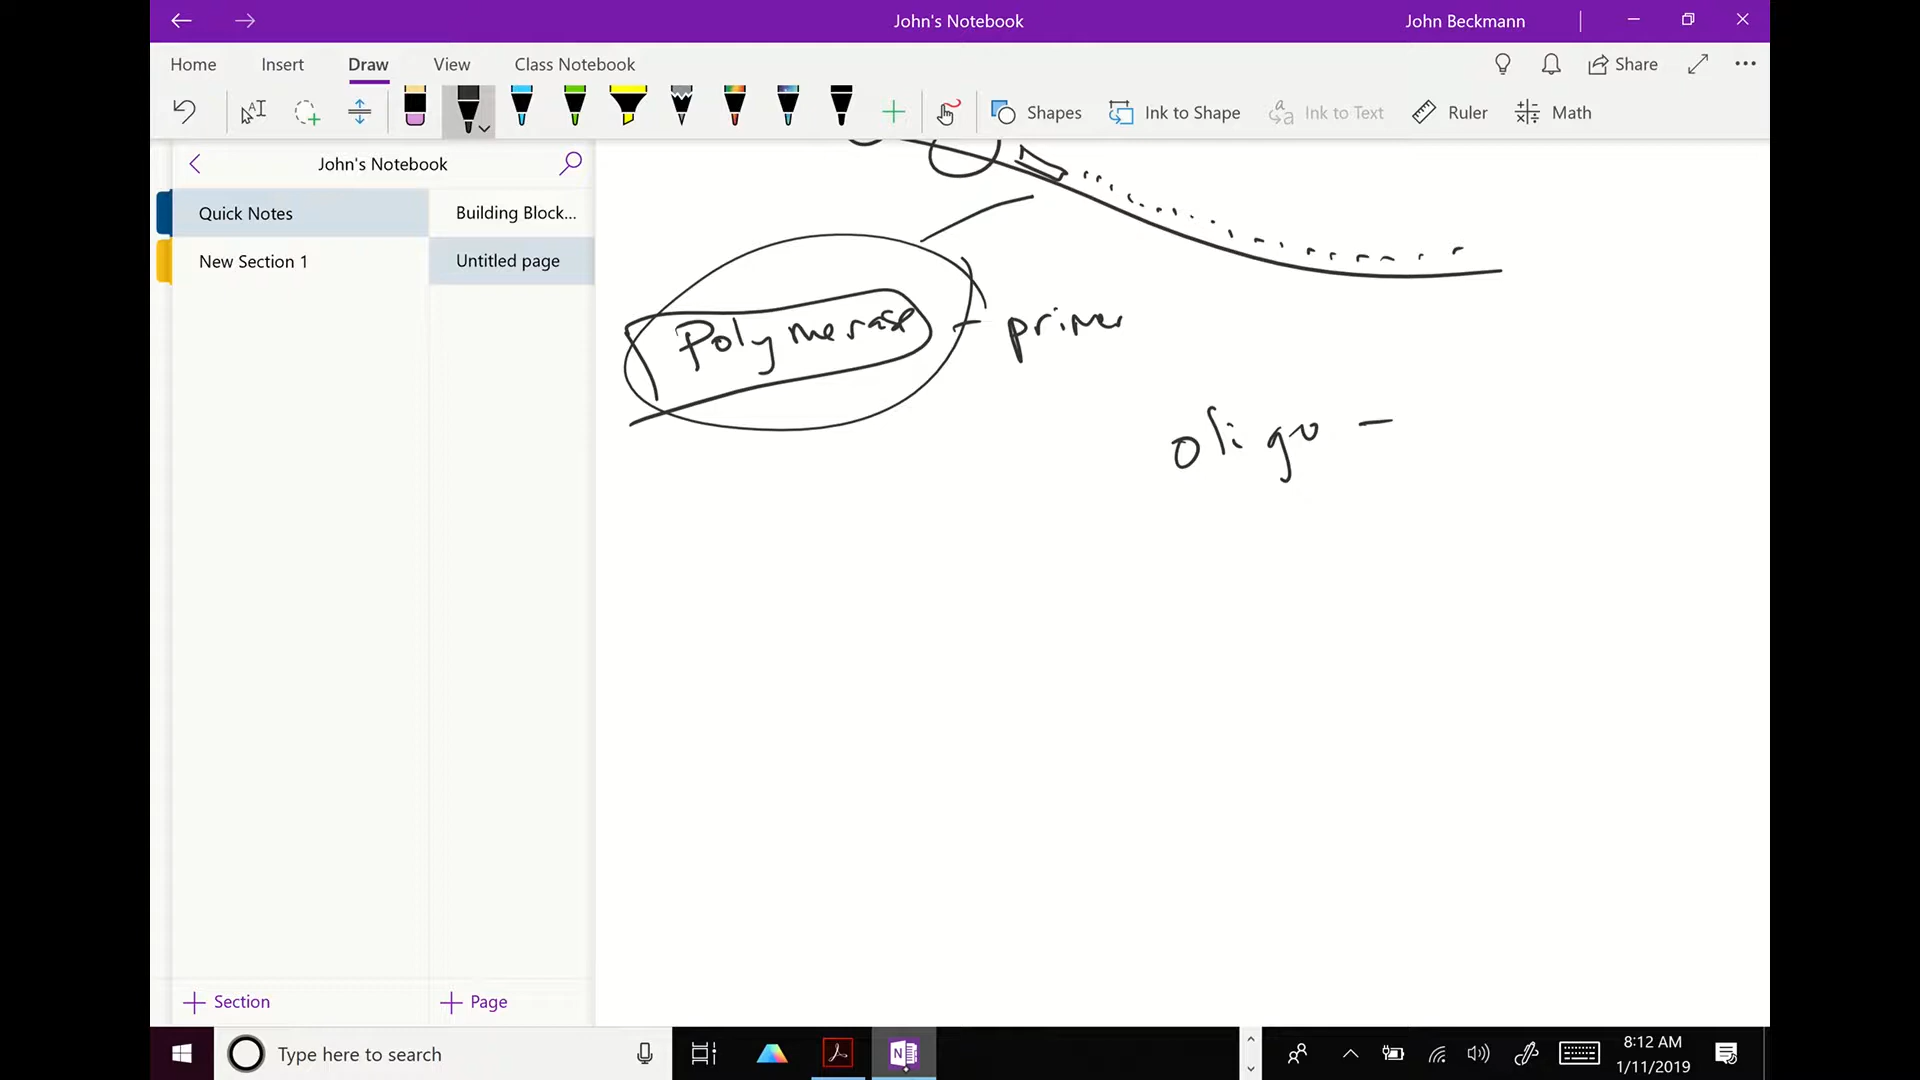 John's Notebook
John Beckmann
Home Insert Draw View Class Notebook
Share
Shapes Ink to Shape Ink to Text Ruler Math
John's Notebook
Quick Notes
New Section 1
Building Block...
Untitled page
Polymerase - primer
oligo -
Section
Page
Type here to search
8:12 AM
1/11/2019